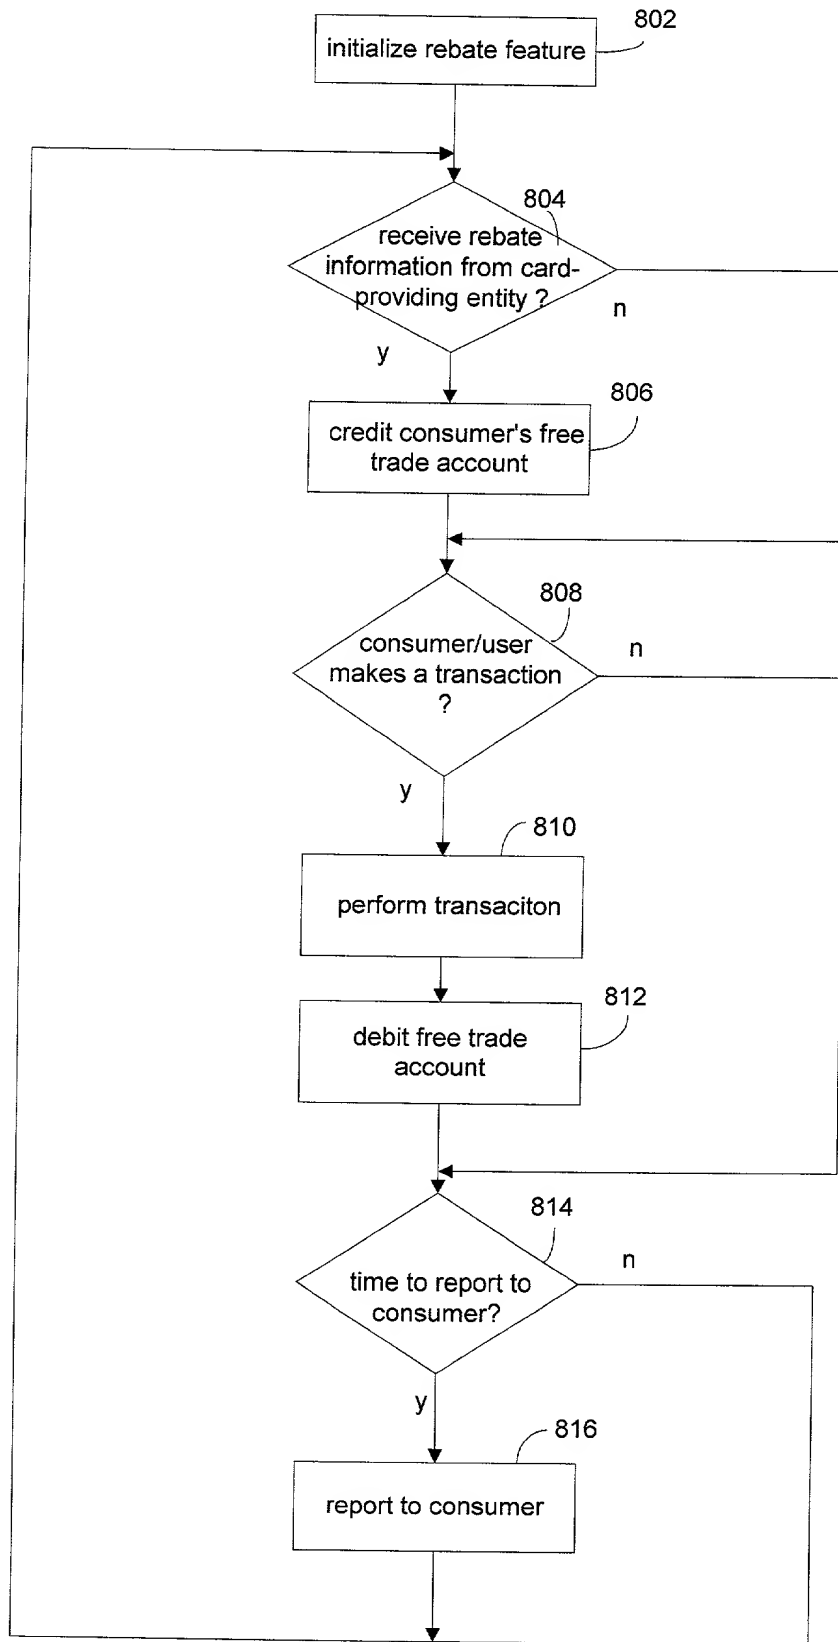 802
initialize rebate feature
804
receive rebate
information from card-
providing entity ?
n
y
806
credit consumer's free
trade account
808
consumer/user
makes a transaction
?
n
y
810
perform transaciton
812
debit free trade
account
814
time to report to
consumer?
n
y
816
report to consumer